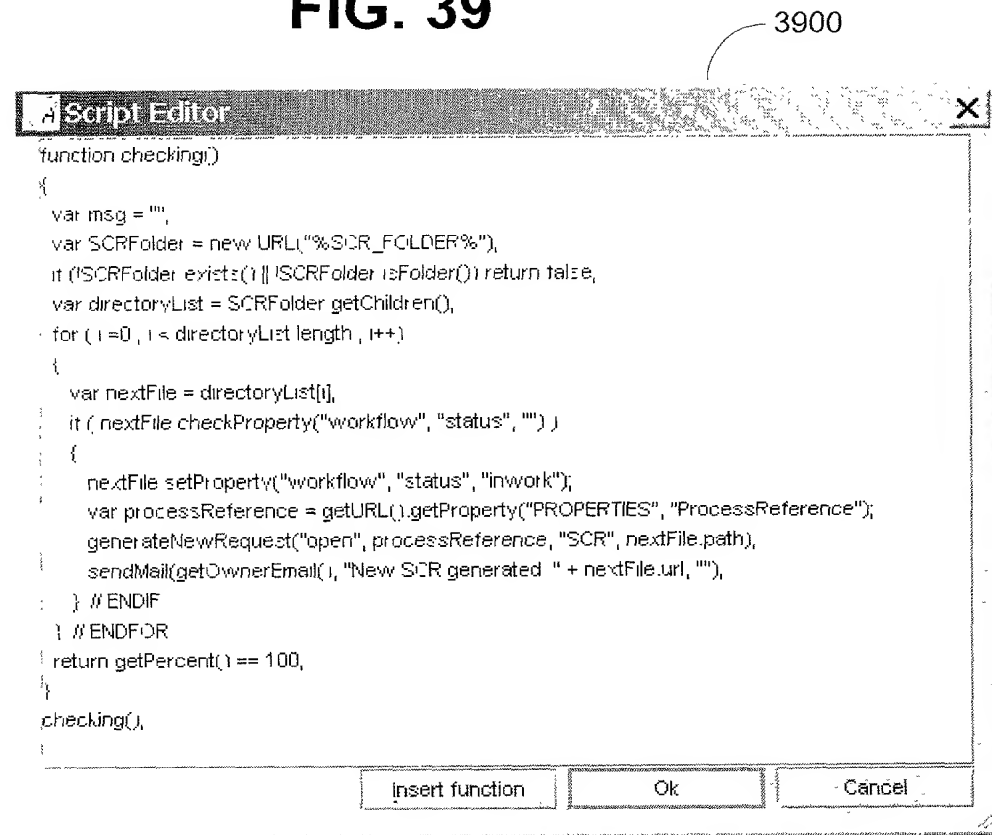 FIG. 39
3900
Script Editor
function checking()
{
var msg = "";
var SCRFolder = new URL("%SCR_FOLDER%");
if (!SCRFolder.exists() || !SCRFolder.isFolder()) return false;
var directoryList = SCRFolder.getChildren();
for ( i =0 ; i < directoryList.length ; i++)
{
var nextFile = directoryList[i];
if ( nextFile.checkProperty("workflow", "status", "") )
{
nextFile.setProperty("workflow", "status", "inwork");
var processReference = getURL().getProperty("PROPERTIES", "ProcessReference");
generateNewRequest("open", processReference, "SCR", nextFile.path);
sendMail(getOwnerEmail(), "New SCR generated " + nextFile.url, "");
} // ENDIF
} // ENDFOR
return getPercent() == 100;
}
checking();
Insert function
Ok
Cancel